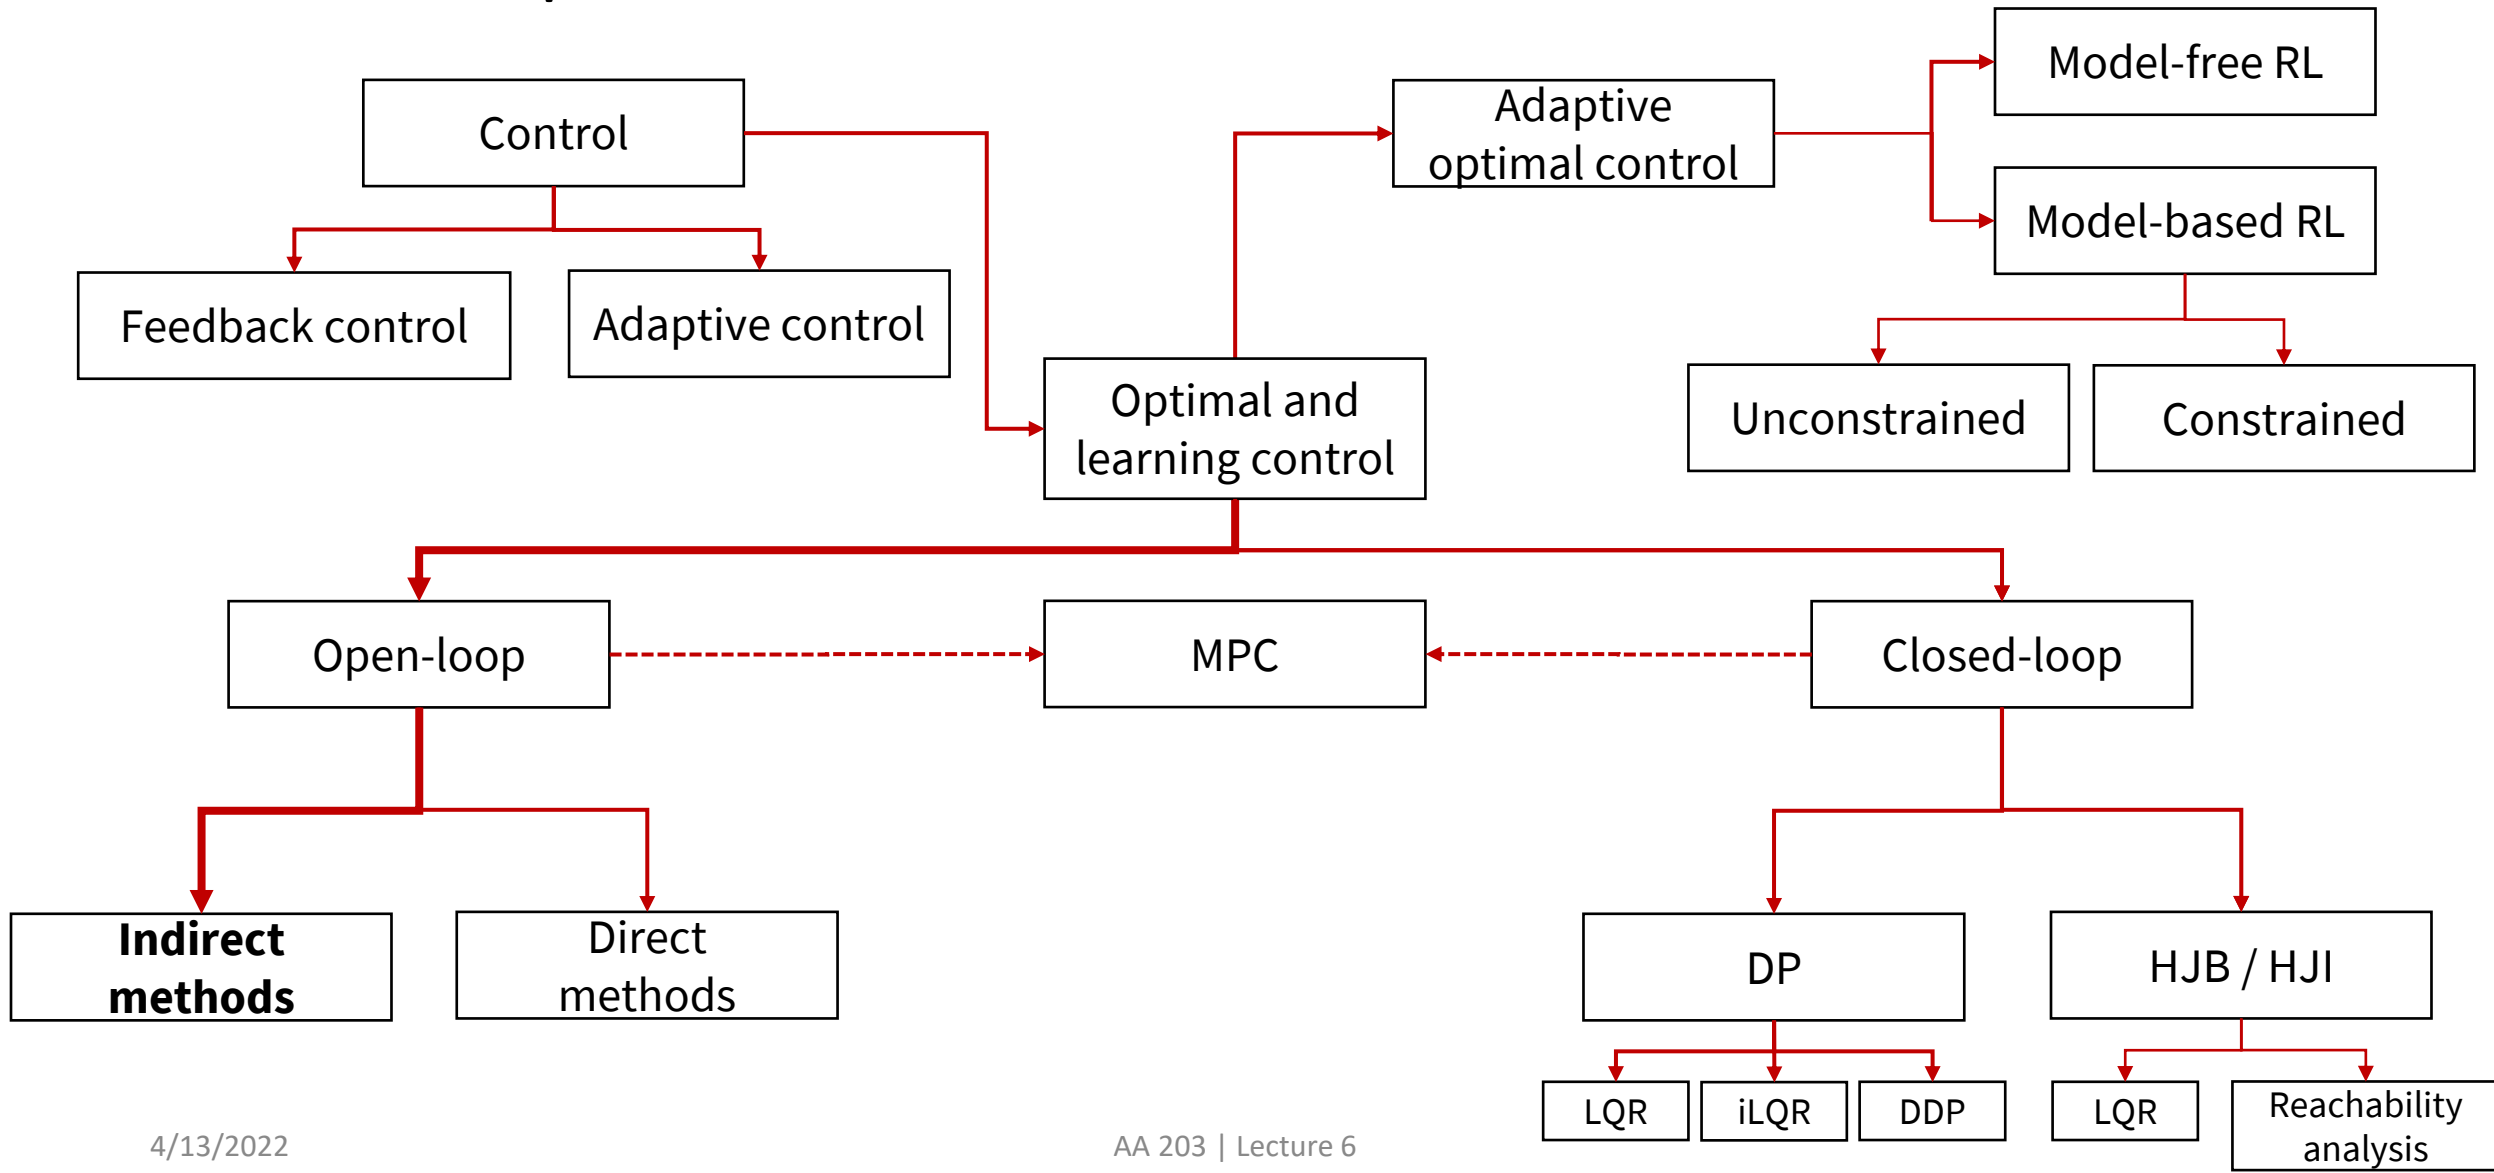 Control
Feedback control
Adaptive control
Optimal and
learning control
Adaptive
optimal control
Model-free RL
Model-based RL
Unconstrained
Constrained
Open-loop
MPC
Closed-loop
Indirect
methods
Direct
methods
DP
HJB / HJI
LQR
iLQR
DDP
LQR
Reachability
analysis
4/13/2022
AA 203 | Lecture 6